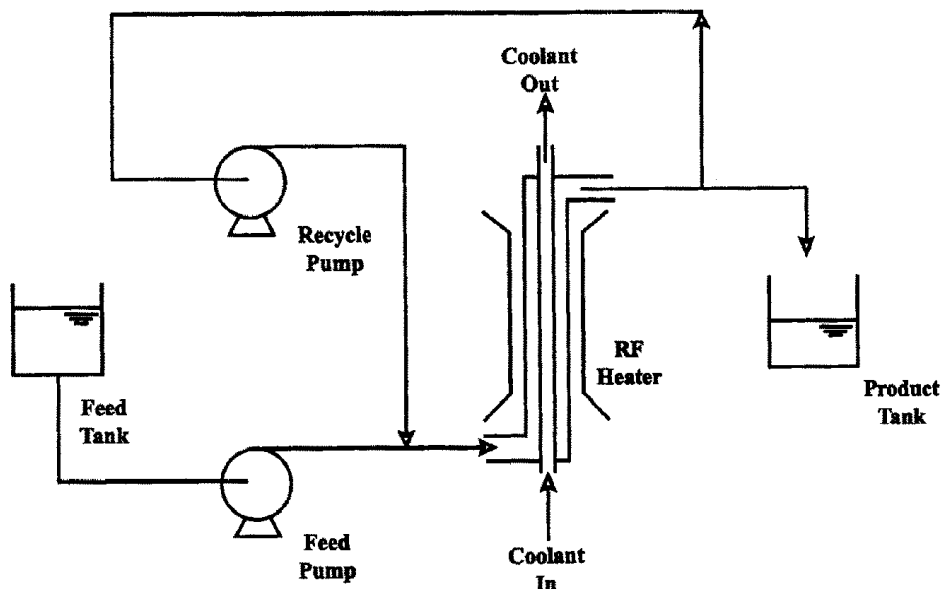 Coolant
Out
Recycle
Pump
RF
Heater
Feed
Tank
Product
Tank
Feed
Pump
Coolant
In